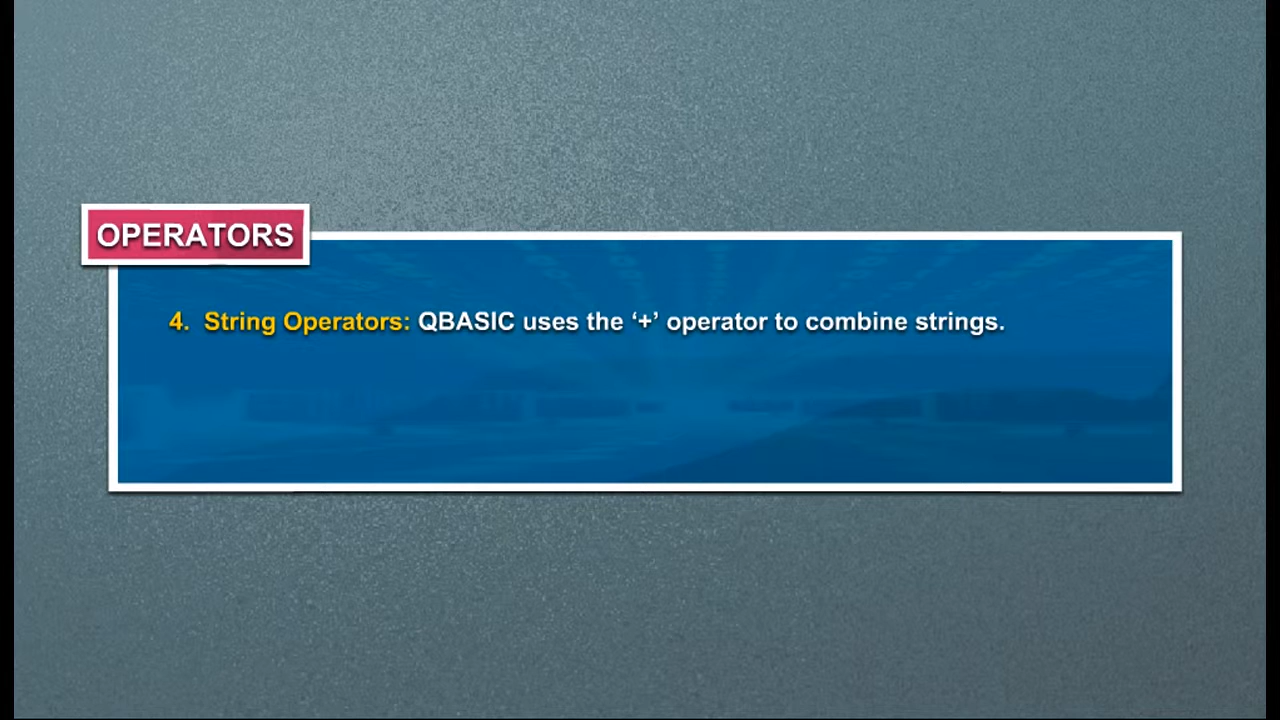 OPERATORS
4. String Operators: QBASIC uses the ‘+’ operator to combine strings.